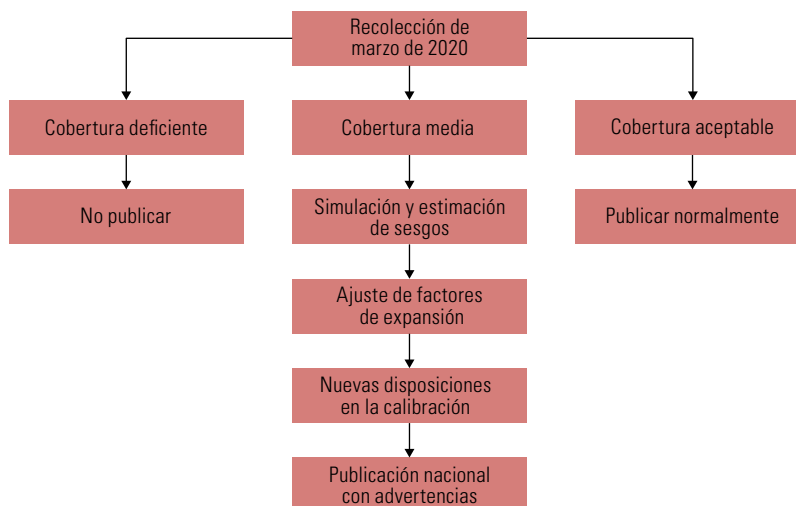 Recolección de
marzo de 2020
Cobertura deficiente
Cobertura media
Cobertura aceptable
No publicar
Simulación y estimación
de sesgos
Publicar normalmente
Ajuste de factores
de expansión
Nuevas disposiciones
en la calibración
Publicación nacional
con advertencias